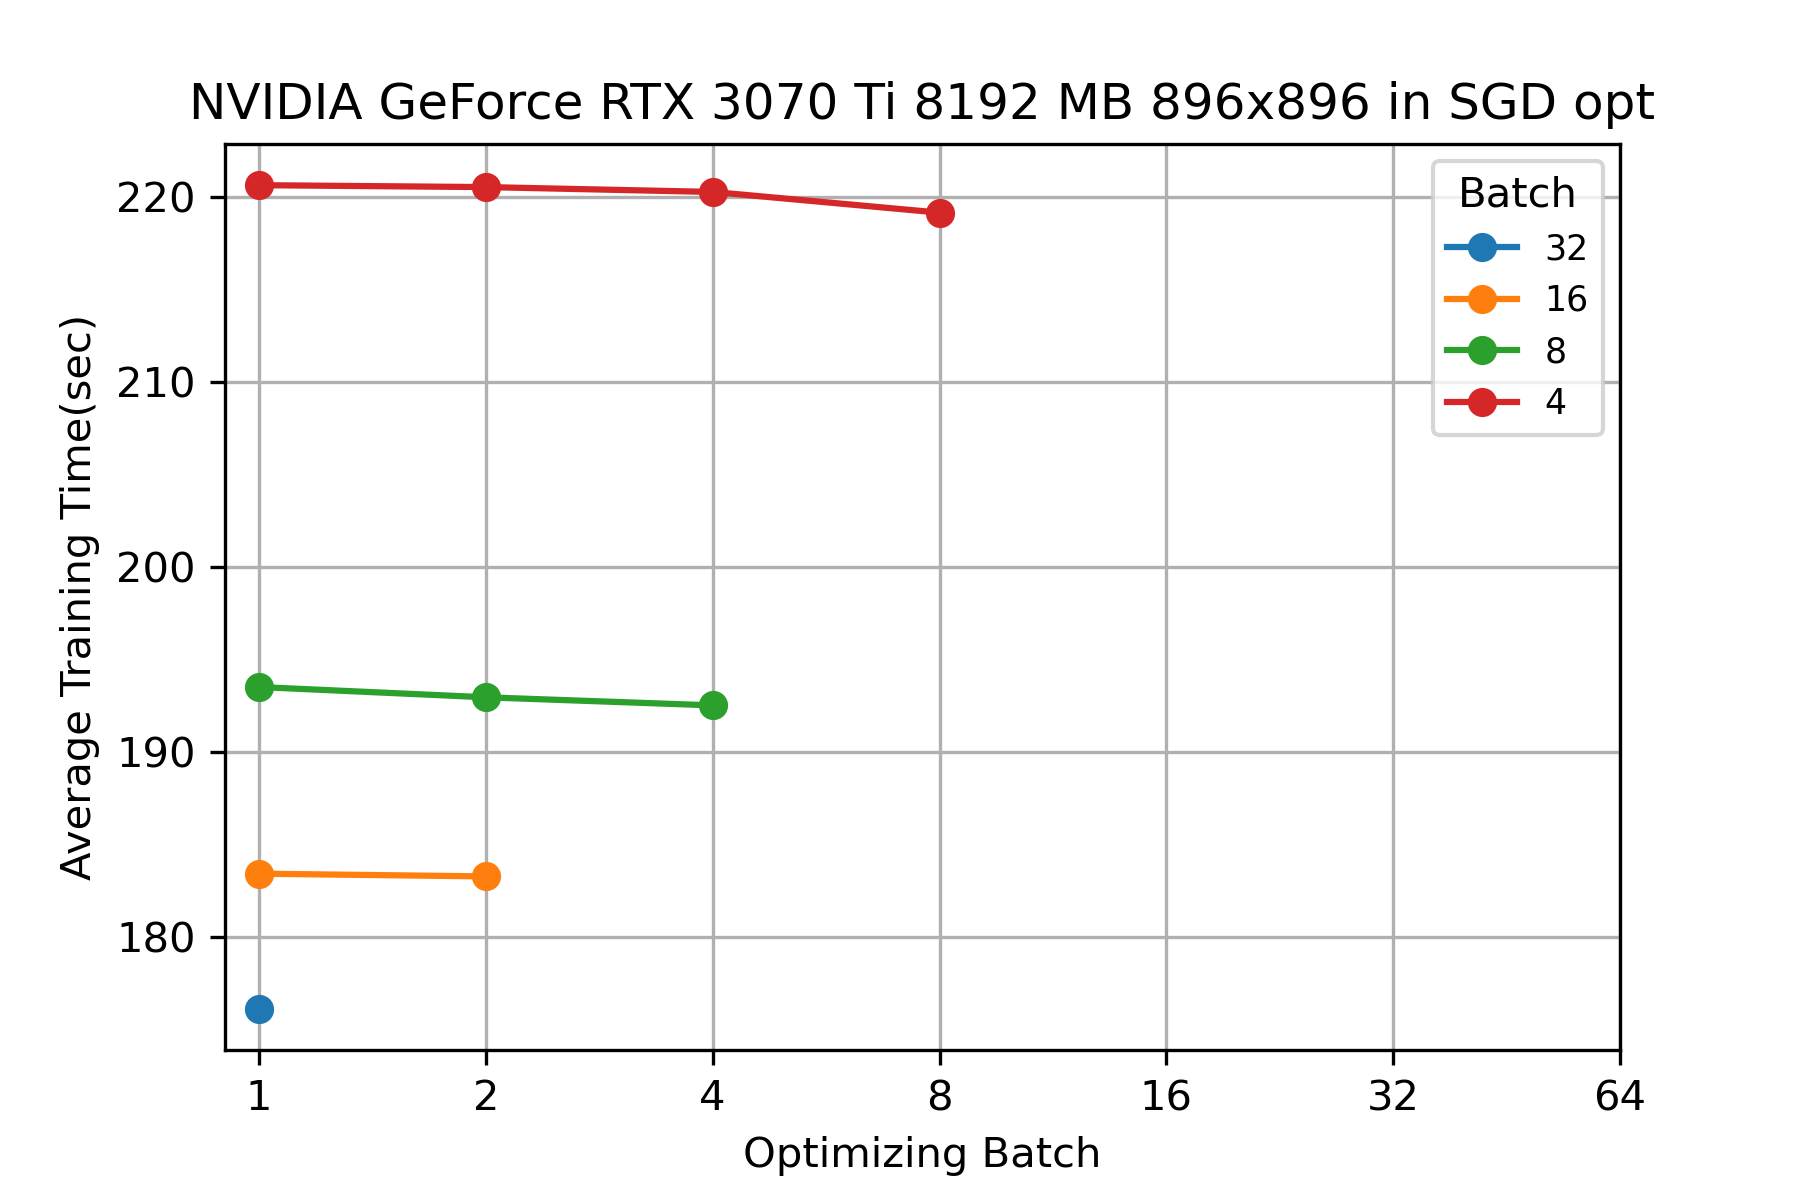 NVIDIA GeForce RTX 3070 Ti 8192 MB 896x896 in SGD opt
Batch
32
16
8
4
Average Training Time(sec)
220
210
200
190
180
1 2 4 8 16 32 64
Optimizing Batch